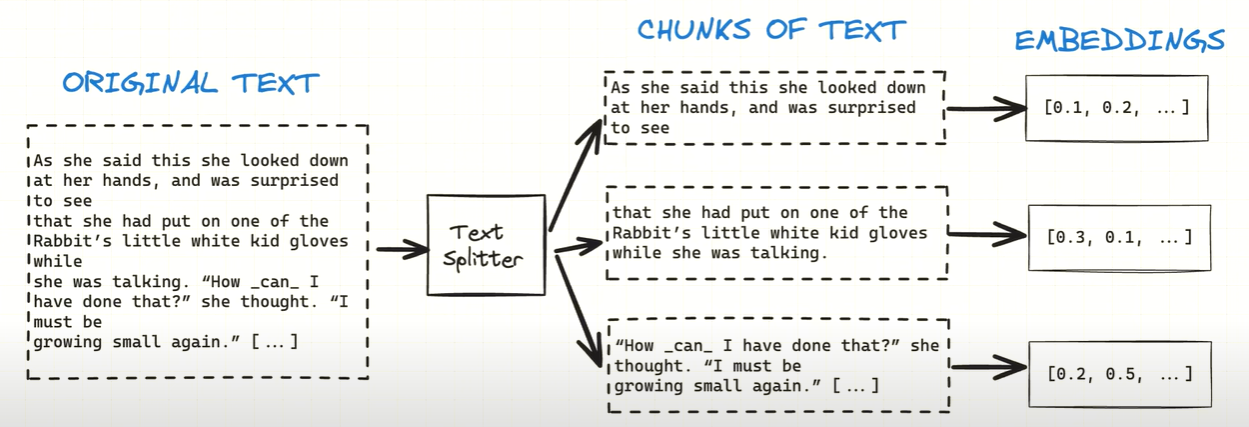 ORIGINAL TEXT
As she said this she looked down
at her hands, and was surprised
to see
that she had put on one of the
Rabbit’s little white kid gloves
while
she was talking. “How _can_ I
have done that?” she thought. “I
must be
growing small again.” [...]
Text
Splitter
CHUNKS OF TEXT
As she said this she looked down
at her hands, and was surprised
to see
that she had put on one of the
Rabbit’s little white kid gloves
while she was talking.
“How _can_ I have done that?” she
thought. “I must be
growing small again.” [...]
EMBEDDINGS
[0.1, 0.2, ...]
[0.3, 0.1, ...]
[0.2, 0.5, ...]